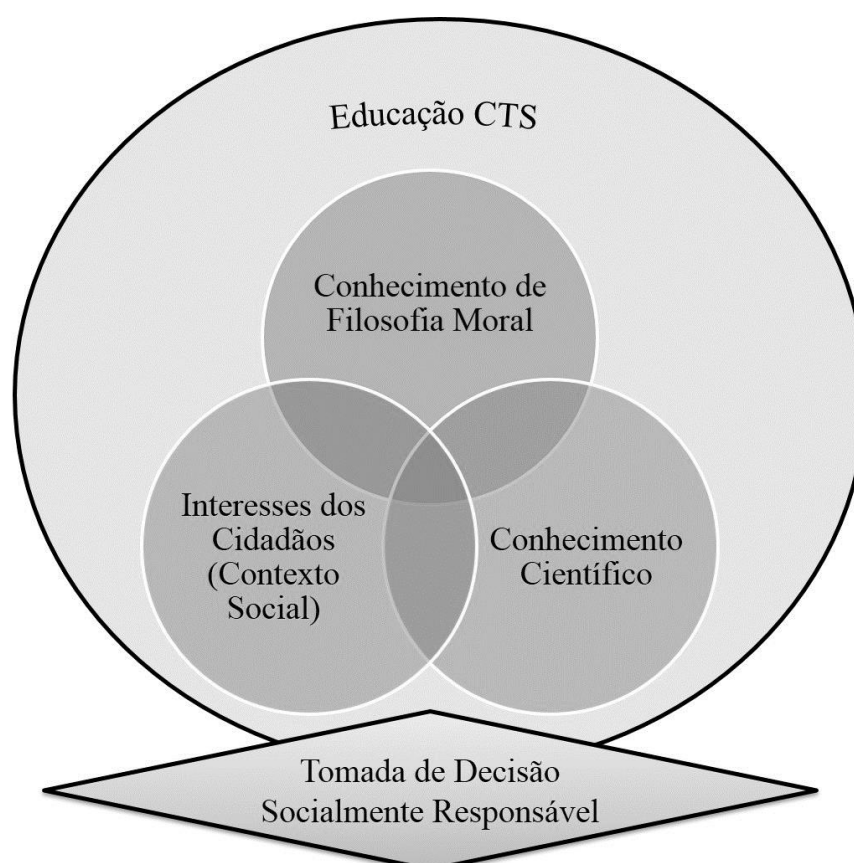 Educação CTS
Conhecimento de
Filosofia Moral
Interesses dos
Cidadãos
(Contexto
Social)
Conhecimento
Científico
Tomada de Decisão
Socialmente Responsável